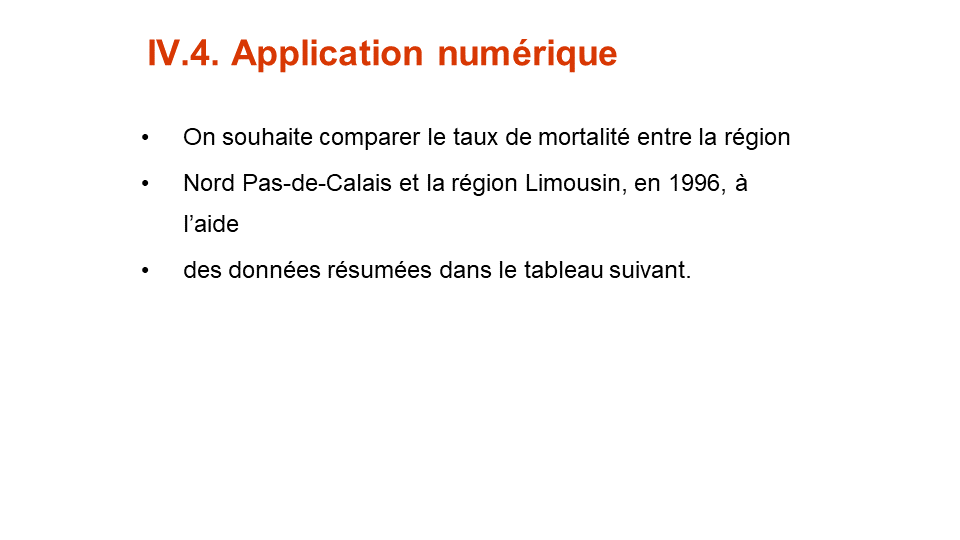 IV.4. Application numérique
• On souhaite comparer le taux de mortalité entre la région
• Nord Pas-de-Calais et la région Limousin, en 1996, à
l’aide
• des données résumées dans le tableau suivant.